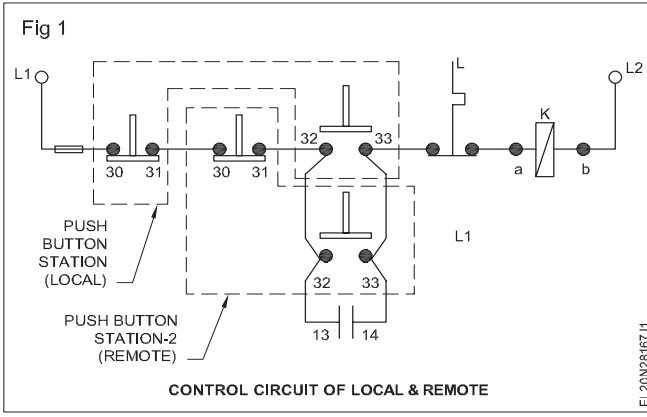 Fig 1
L1
L2
L
K
32
33
30
31
30
31
a
b
PUSH
BUTTON
STATION
(LOCAL)
L1
32
33
PUSH BUTTON
STATION-2
(REMOTE)
13
14
CONTROL CIRCUIT OF LOCAL & REMOTE
EL20N28167J1